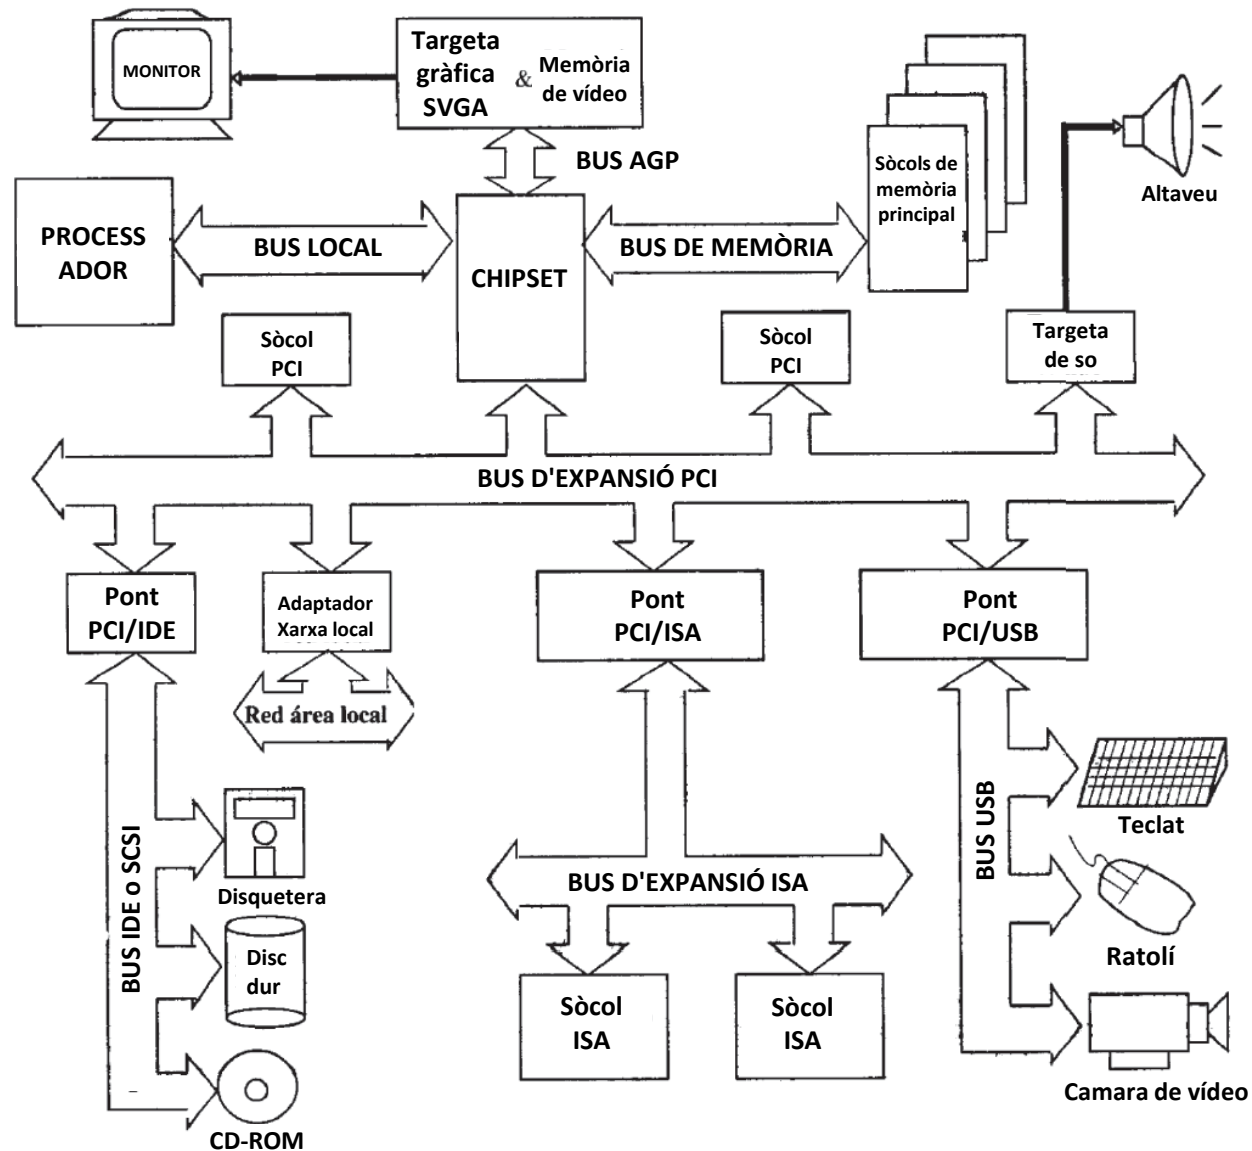 MONITOR
Targeta
gràfica
SVGA
& Memòria
de vídeo
BUS AGP
Sòcols de
memòria
principal
Altaveu
PROCESS
ADOR
BUS LOCAL
CHIPSET
BUS DE MEMÒRIA
Sòcol
PCI
Sòcol
PCI
Targeta
de so
BUS D'EXPANSIÓ PCI
Pont
PCI/IDE
Adaptador
Xarxa local
Pont
PCI/ISA
Pont
PCI/USB
Red área local
BUS IDE o SCSI
Disquetera
Disc
dur
CD-ROM
BUS D'EXPANSIÓ ISA
Sòcol
ISA
Sòcol
ISA
BUS USB
Teclat
Ratolí
Camara de vídeo